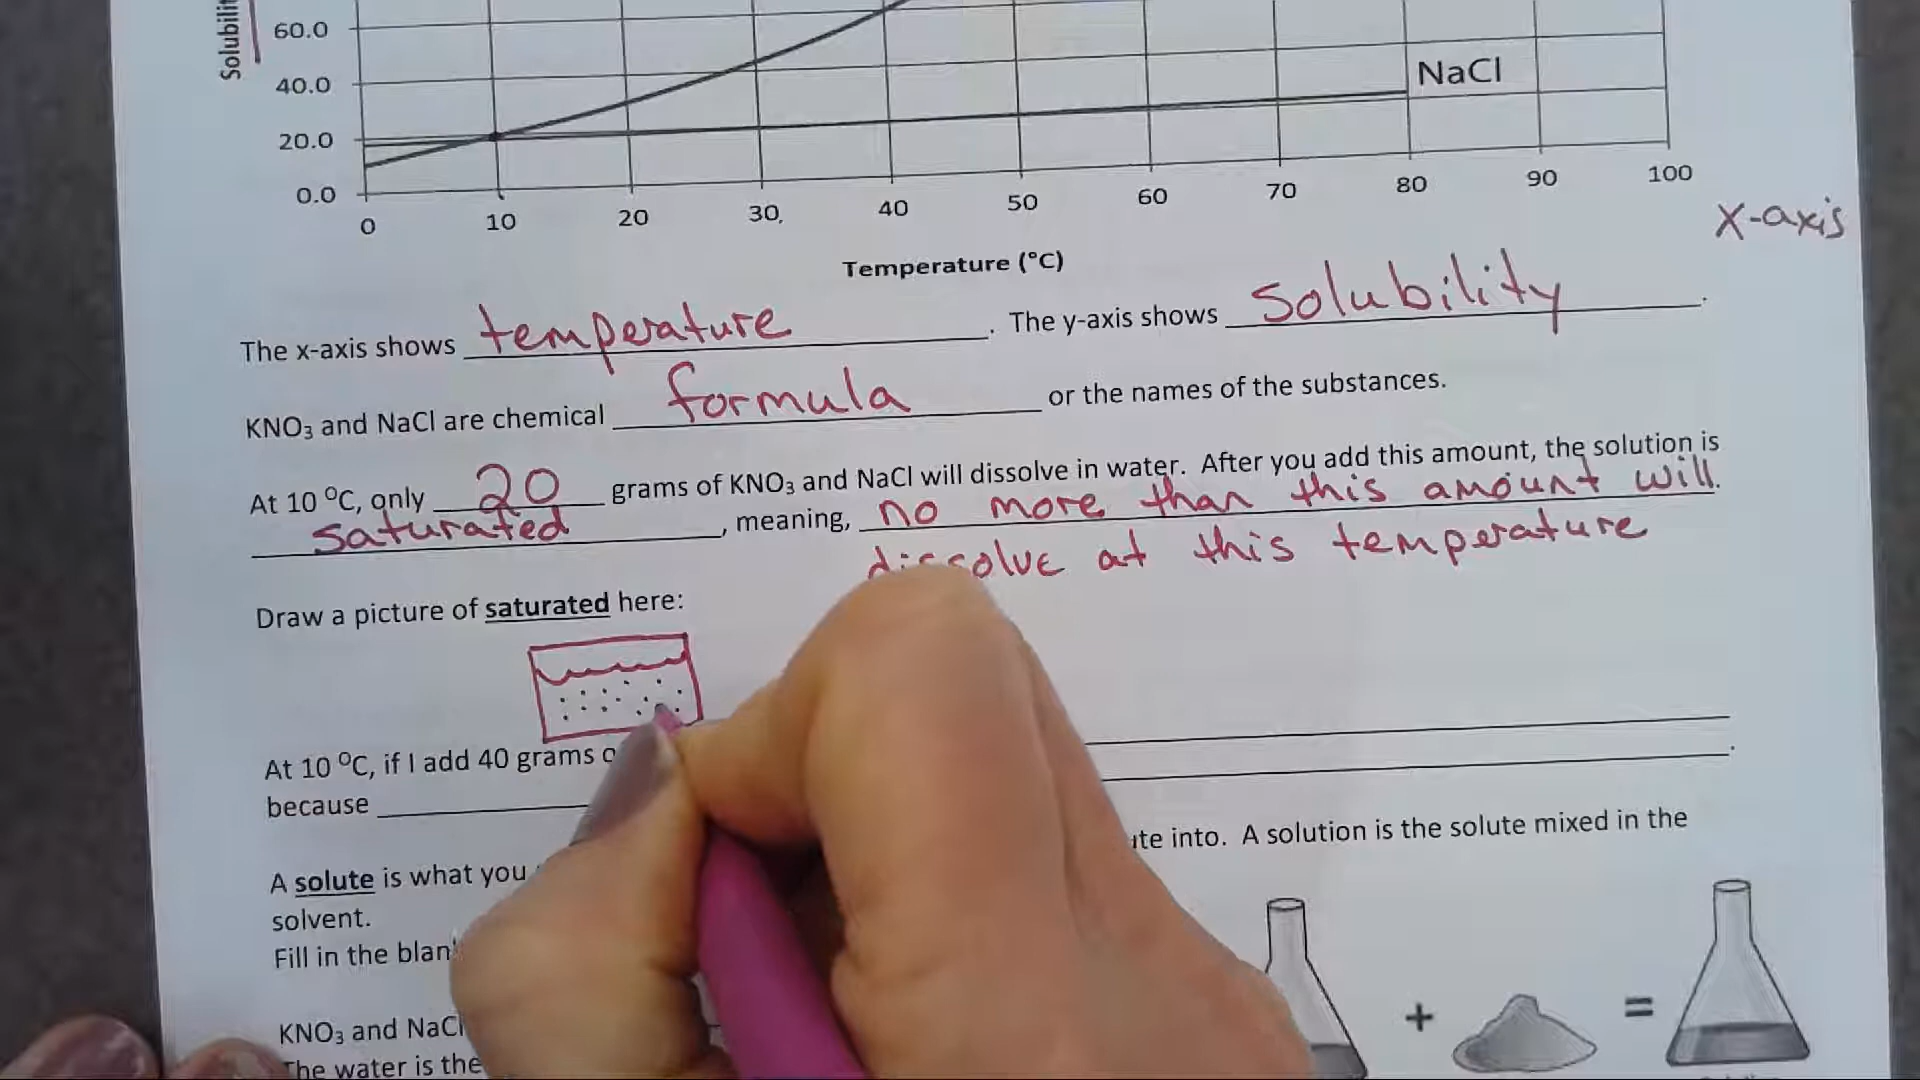 60.0
Solubili
40.0
NaCl
20.0
0.0
0 10 20 30 40 50 60 70 80 90 100
x-axis
Temperature (°C)
The x-axis shows temperature. The y-axis shows solubility.
KNO₃ and NaCl are chemical formula or the names of the substances.
At 10 ⁰C, only 20 grams of KNO₃ and NaCl will dissolve in water. After you add this amount, the solution is
saturated, meaning, no more than this amount will.
dissolve at this temperature
Draw a picture of saturated here:
At 10 ⁰C, if I add 40 grams
because .
A solute is what you into. A solution is the solute mixed in the
solvent.
Fill in the
KNO₃ and NaCl
The water is the
+ =